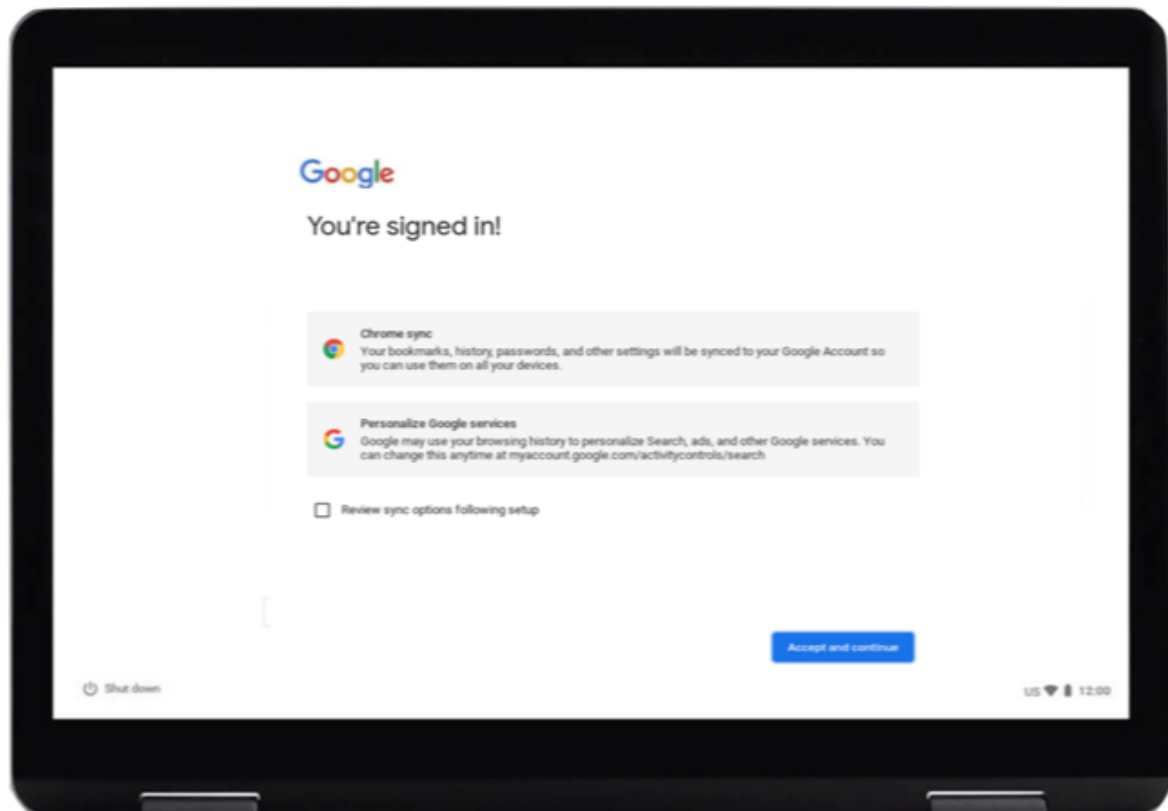 Google
You're signed in!
Chrome sync
Your bookmarks, history, passwords, and other settings will be synced to your Google Account so
you can use them on all your devices.
Personalize Google services
Google may use your browsing history to personalize Search, ads, and other Google services. You
can change this anytime at myaccount.google.com/activitycontrols/search
Review sync options following setup
Accept and continue
Shut down
US 12:00